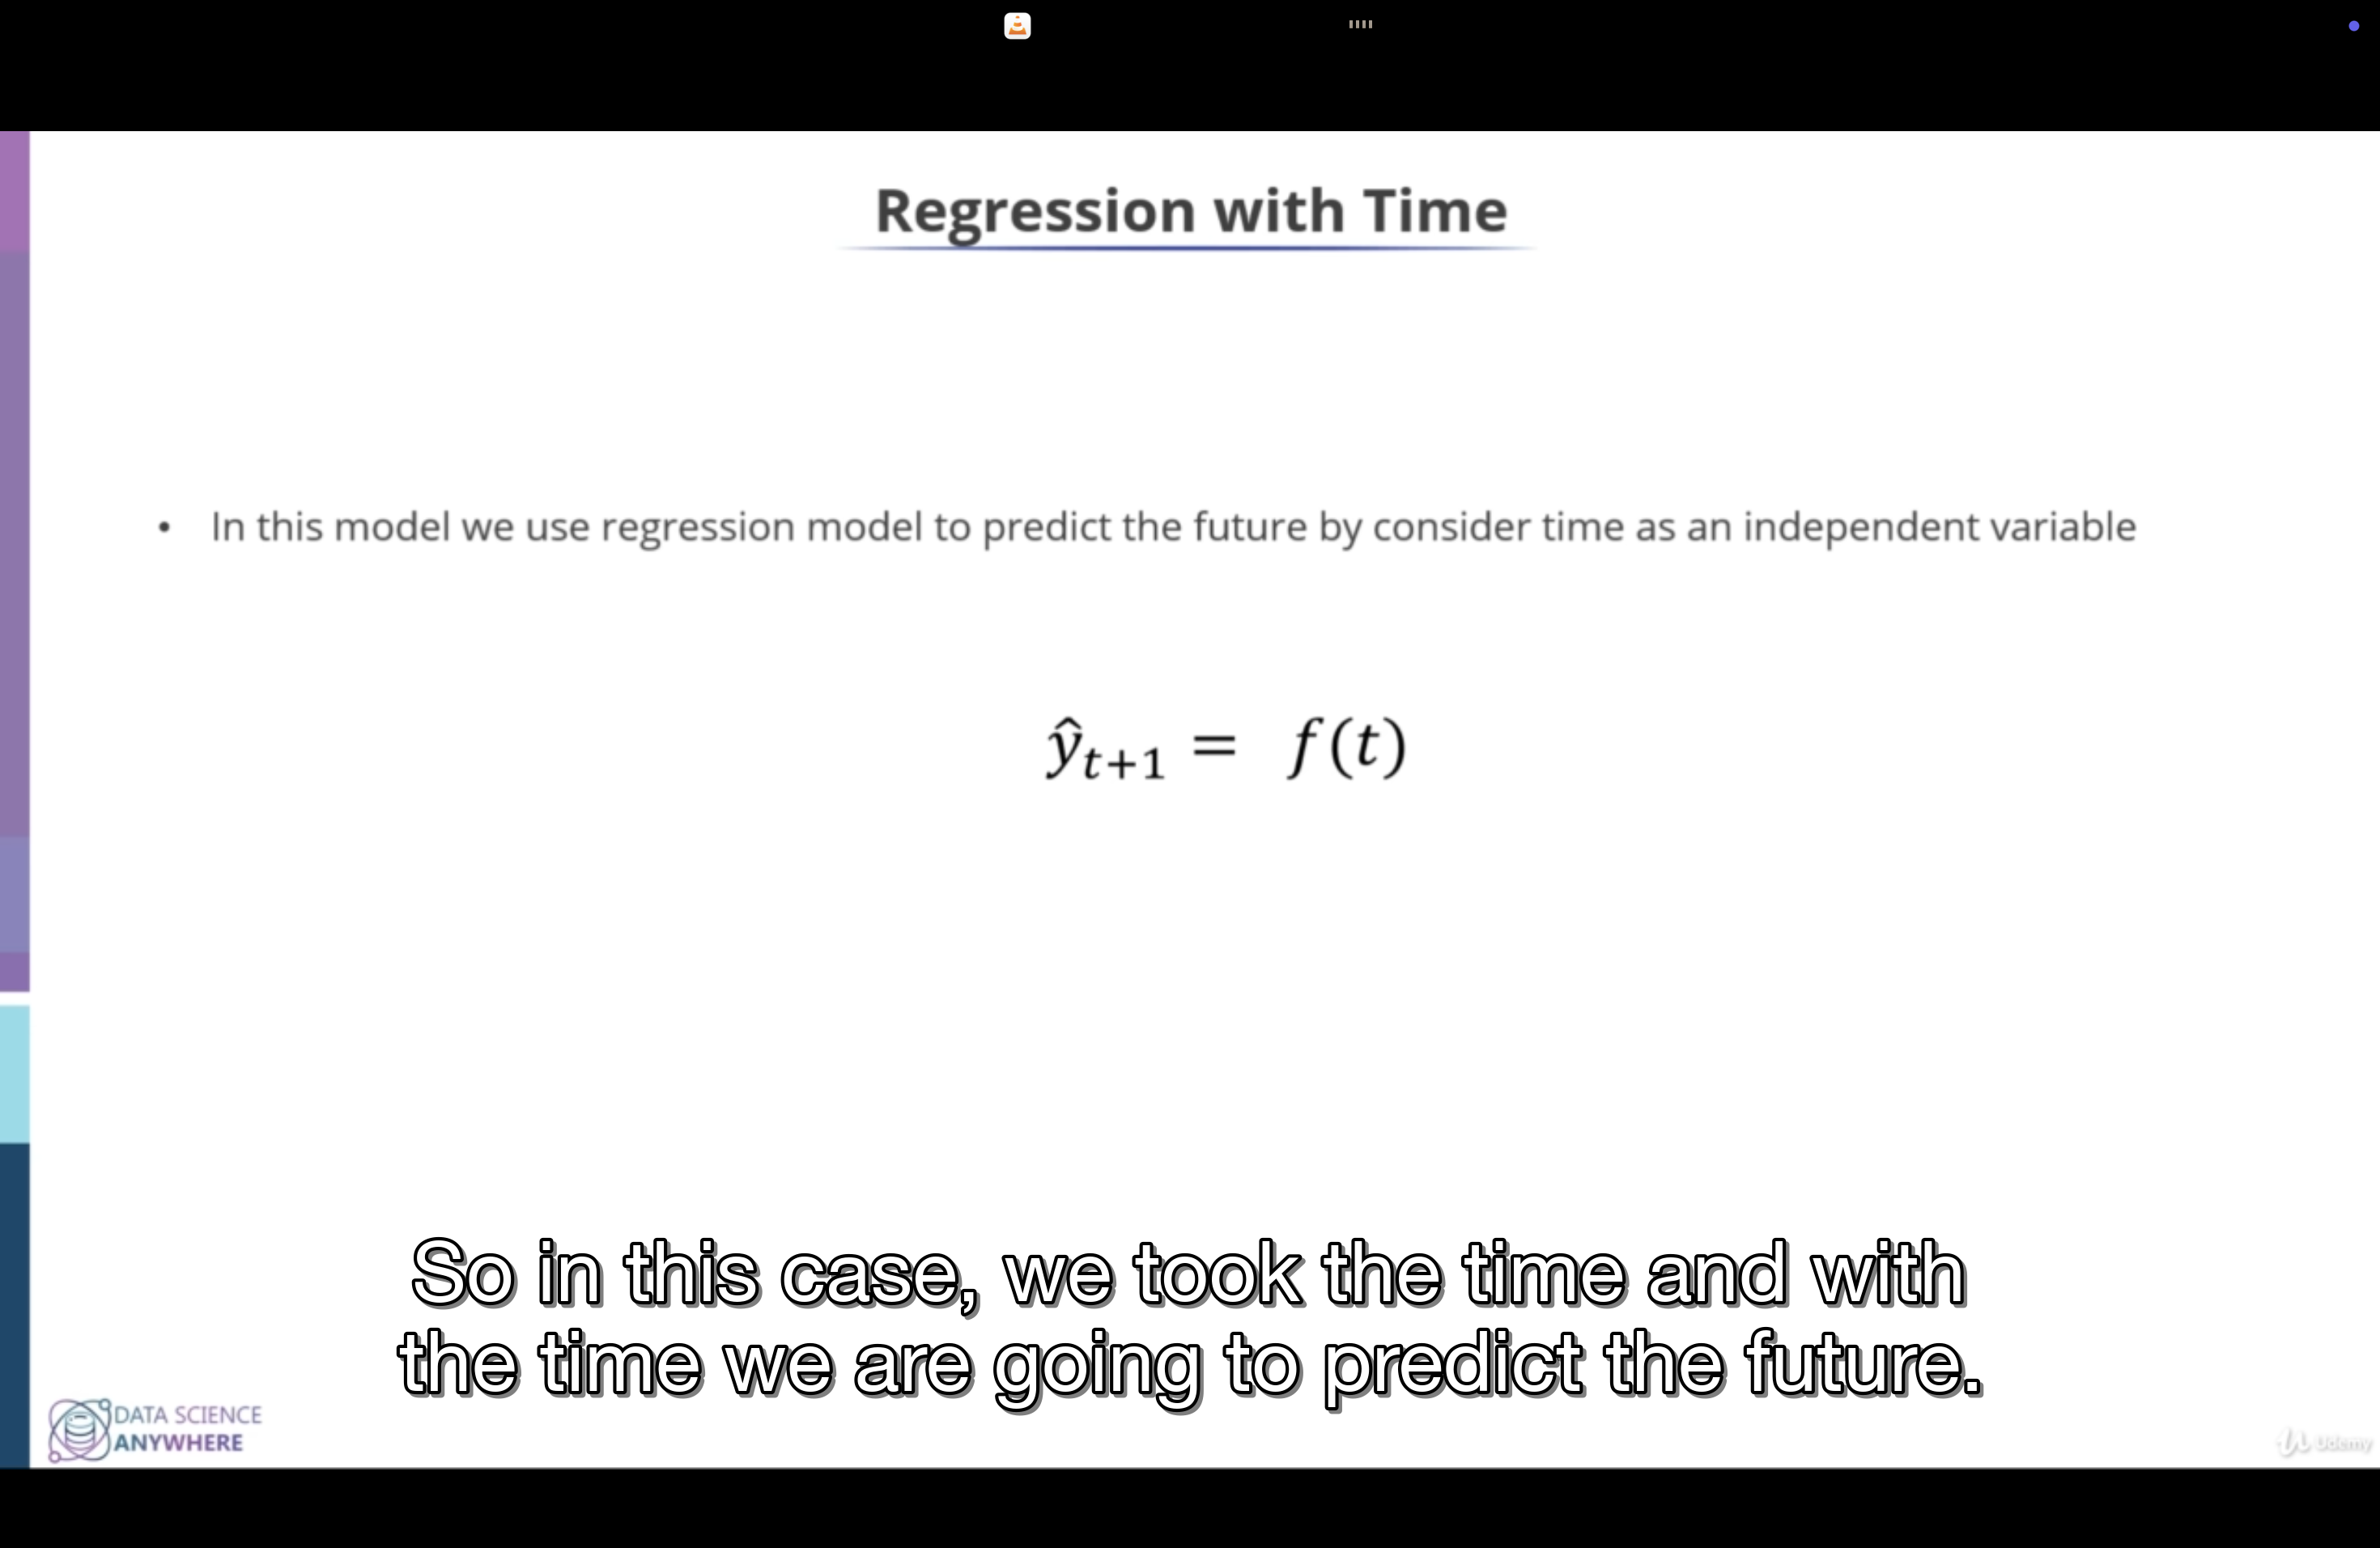 Regression with Time
• In this model we use regression model to predict the future by consider time as an independent variable
ŷₜ₊₁ = f(t)
So in this case, we took the time and with
the time we are going to predict the future.
DATA SCIENCE
ANYWHERE
Udemy